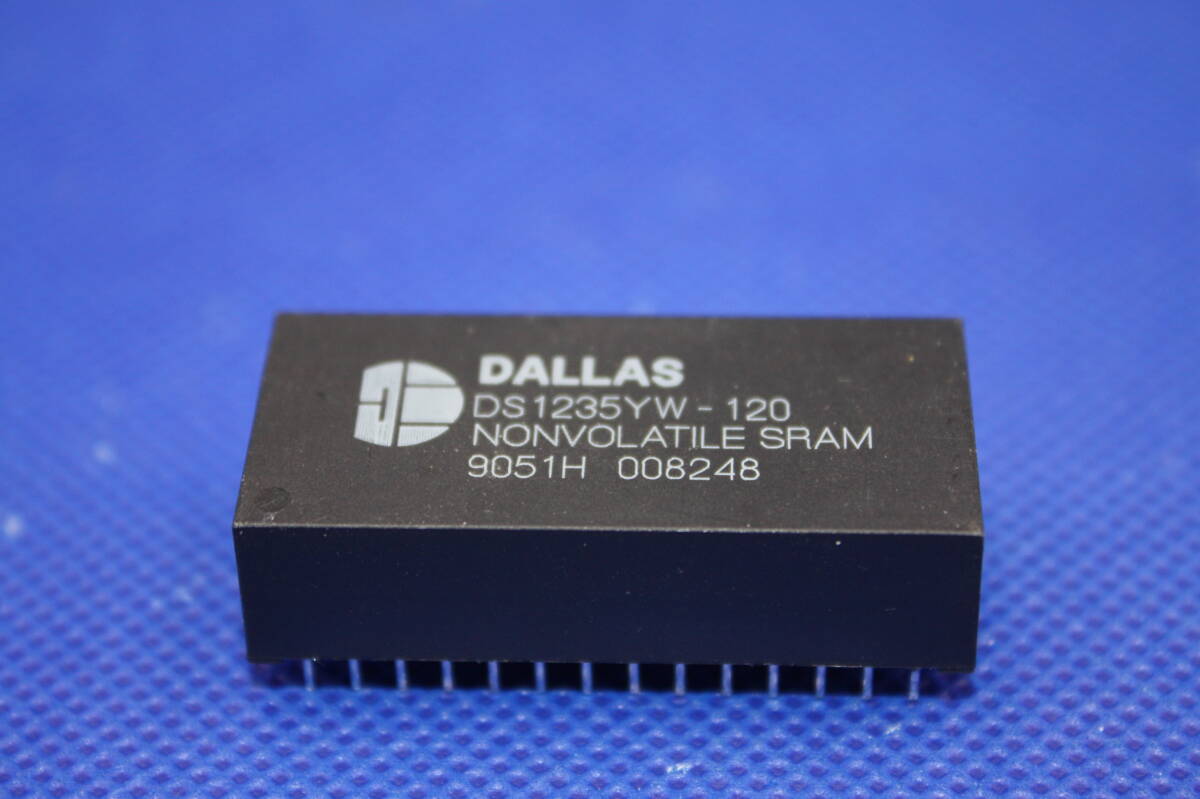 DALLAS
DS1235YW-120
NONVOLATILE SRAM
9051H 008248